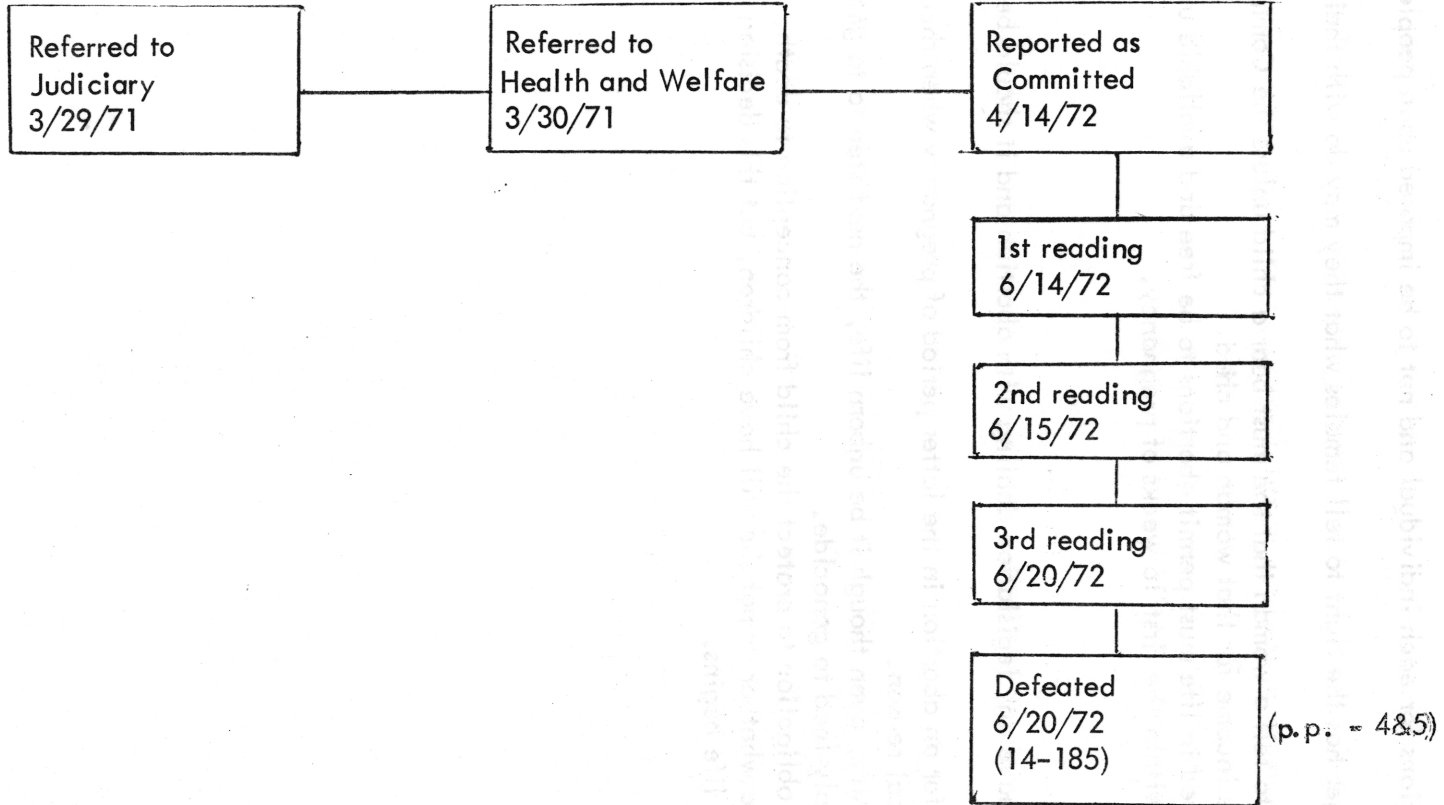 Referred to
Judiciary
3/29/71
Referred to
Health and Welfare
3/30/71
Reported as
Committed
4/14/72
1st reading
6/14/72
2nd reading
6/15/72
3rd reading
6/20/72
Defeated
6/20/72
(14-185)
(p.p. - 4&5)